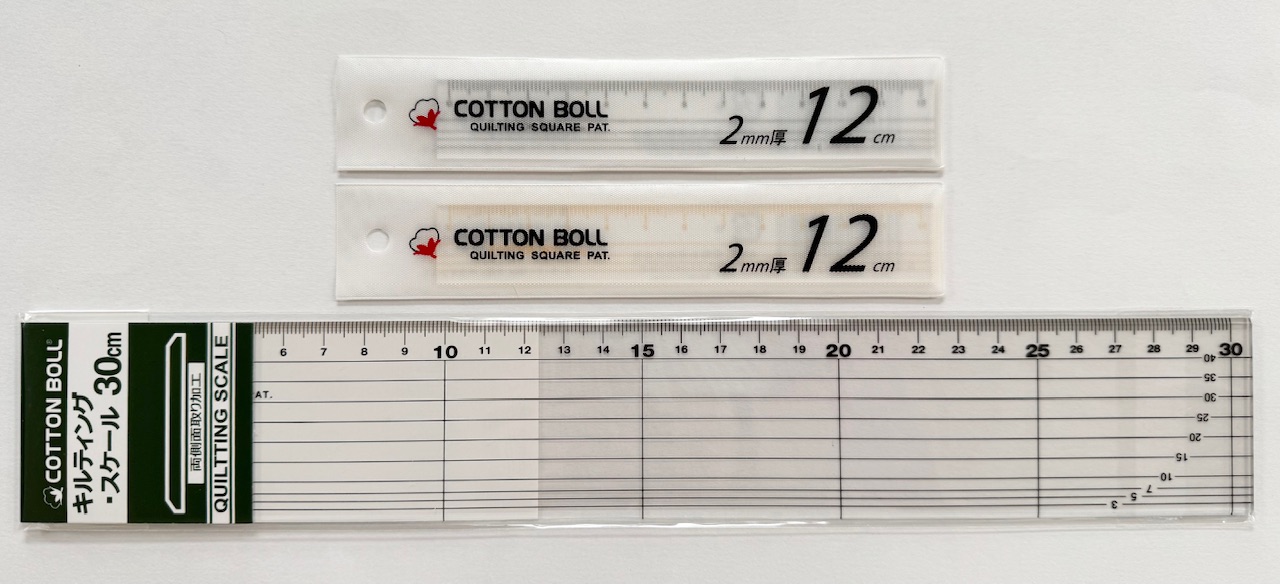 COTTON BOLL
QUILTING SQUARE PAT.
2mm厚 12cm
COTTON BOLL
QUILTING SQUARE PAT.
2mm厚 12cm
COTTON BOLL®
キルティング
・スケール 30cm
両側面取り加工
QUILTTING SCALE
6 7 8 9 10 11 12 13 14 15 16 17 18 19 20 21 22 23 24 25 26 27 28 29 30
AT.
40
35
30
25
20
15
10
7
5
3